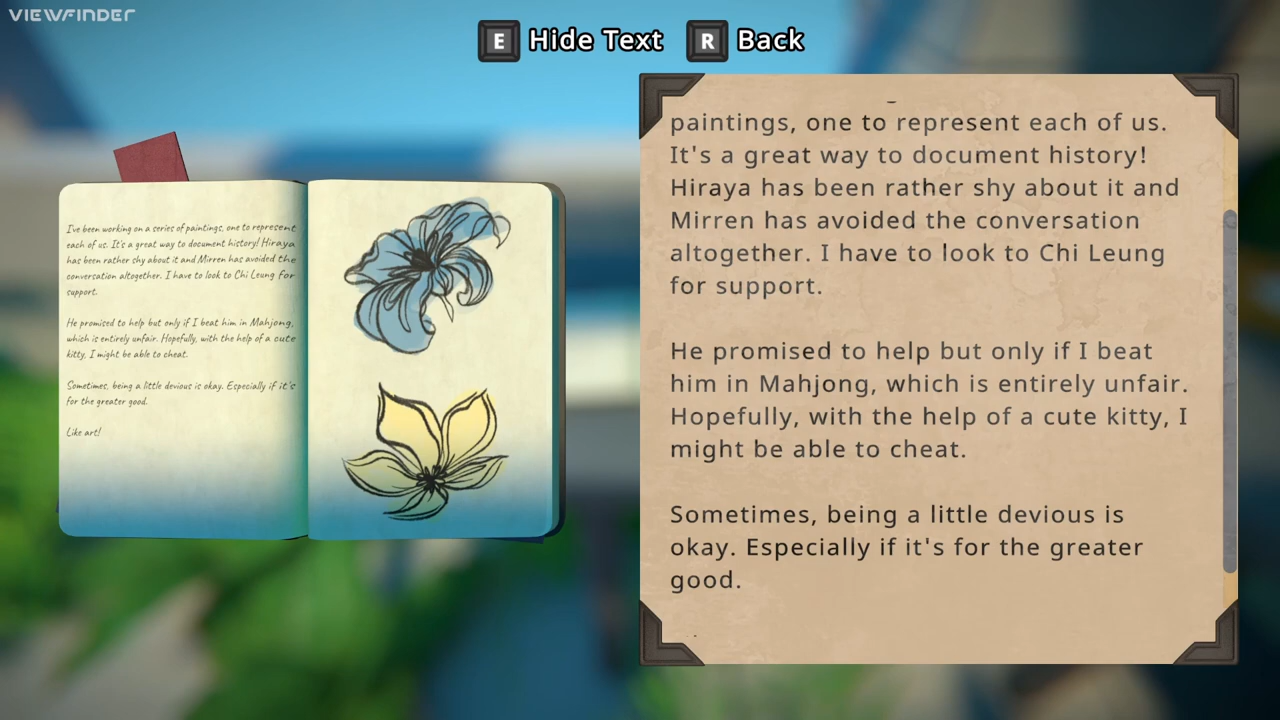 VIEWFINDER
E Hide Text R Back
I've been working on a series of paintings, one to represent
each of us. It's a great way to document history! Hiraya
has been rather shy about it and Mirren has avoided the
conversation altogether. I have to look to Chi Leung for
support.
He promised to help but only if I beat him in Mahjong,
which is entirely unfair. Hopefully, with the help of a cute
kitty, I might be able to cheat.
Sometimes, being a little devious is okay. Especially if it's
for the greater good.
Like art!
paintings, one to represent each of us.
It's a great way to document history!
Hiraya has been rather shy about it and
Mirren has avoided the conversation
altogether. I have to look to Chi Leung
for support.
He promised to help but only if I beat
him in Mahjong, which is entirely unfair.
Hopefully, with the help of a cute kitty, I
might be able to cheat.
Sometimes, being a little devious is
okay. Especially if it's for the greater
good.